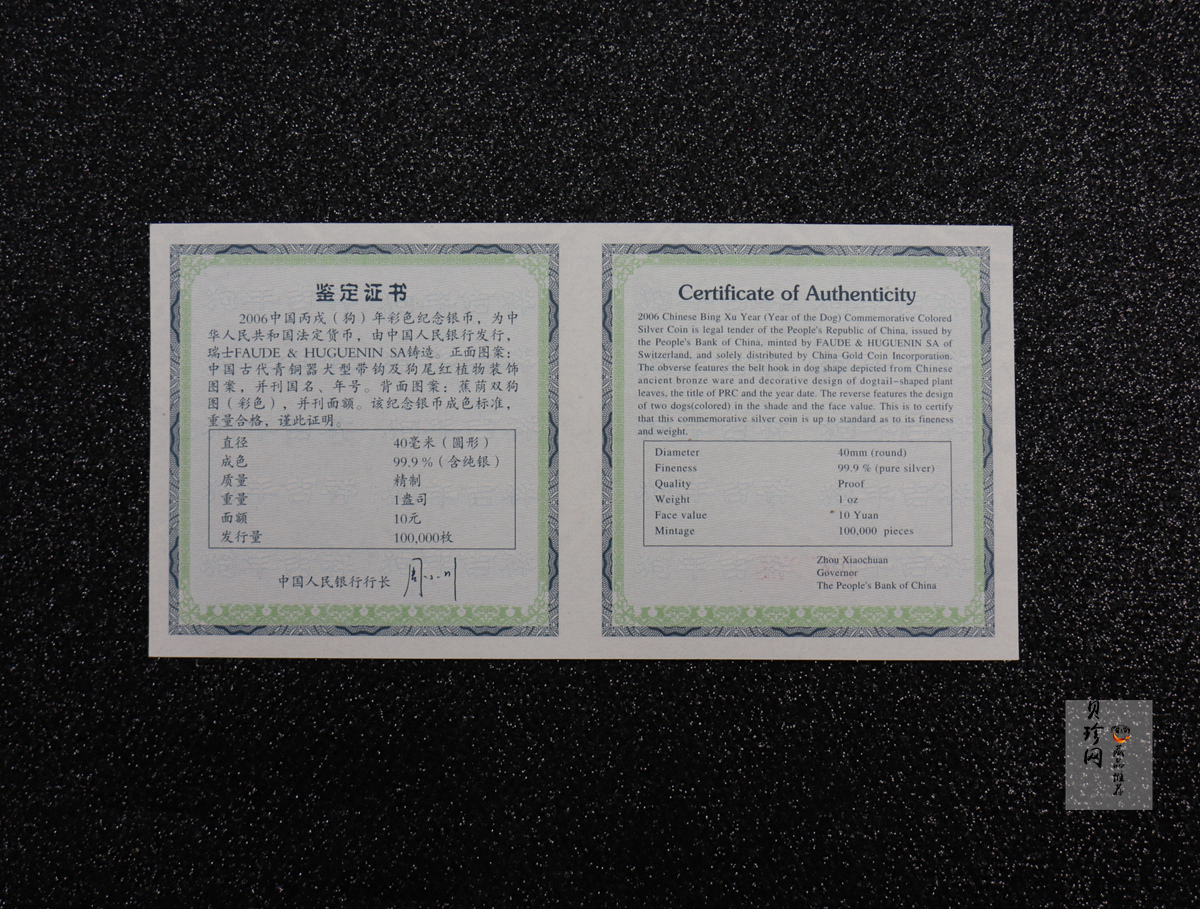 鉴定证书
2006中国丙戌（狗）年彩色纪念银币，为中
华人民共和国法定货币，由中国人民银行发行，
瑞士FAUDE & HUGUENIN SA铸造。正面图案：
中国古代青铜器犬型带钩及狗尾红植物装饰
图案，并刊国名、年号。背面图案：蕉荫双狗
图（彩色），并刊面额。该纪念银币成色标准，
重量合格，谨此证明。
直径 40毫米（圆形）
成色 99.9 %（含纯银）
质量 精制
重量 1盎司
面额 10元
发行量 100,000枚
中国人民银行行长
Certificate of Authenticity
2006 Chinese Bing Xu Year (Year of the Dog) Commemorative Colored
Silver Coin is legal tender of the People's Republic of China, issued by
the People's Bank of China, minted by FAUDE & HUGUENIN SA of
Switzerland, and solely distributed by China Gold Coin Incorporation.
The obverse features the belt hook in dog shape depicted from Chinese
ancient bronze ware and decorative design of dogtail-shaped plant
leaves, the title of PRC and the year date. The reverse features the design
of two dogs(colored) in the shade and the face value. This is to certify
that this commemorative silver coin is up to standard as to its fineness
and weight.
Diameter 40mm (round)
Fineness 99.9 % (pure silver)
Quality Proof
Weight 1 oz
Face value 10 Yuan
Mintage 100,000 pieces
Zhou Xiaochuan
Governor
The People's Bank of China
贝珍网
藏品推荐